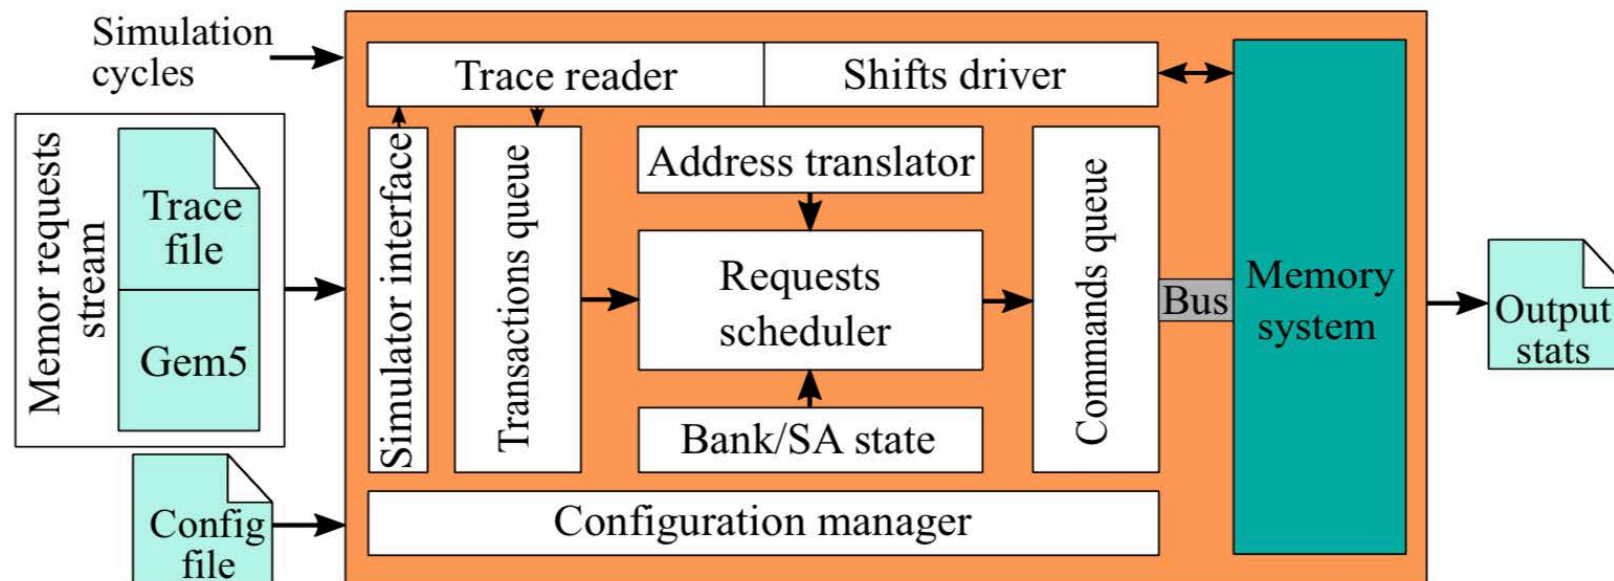 Simulation
cycles
Trace reader
Shifts driver
Memor requests
stream
Trace
file
Gem5
Simulator interface
Transactions queue
Address translator
Requests
scheduler
Bank/SA state
Commands queue
Bus
Memory
system
Output
stats
Config
file
Configuration manager